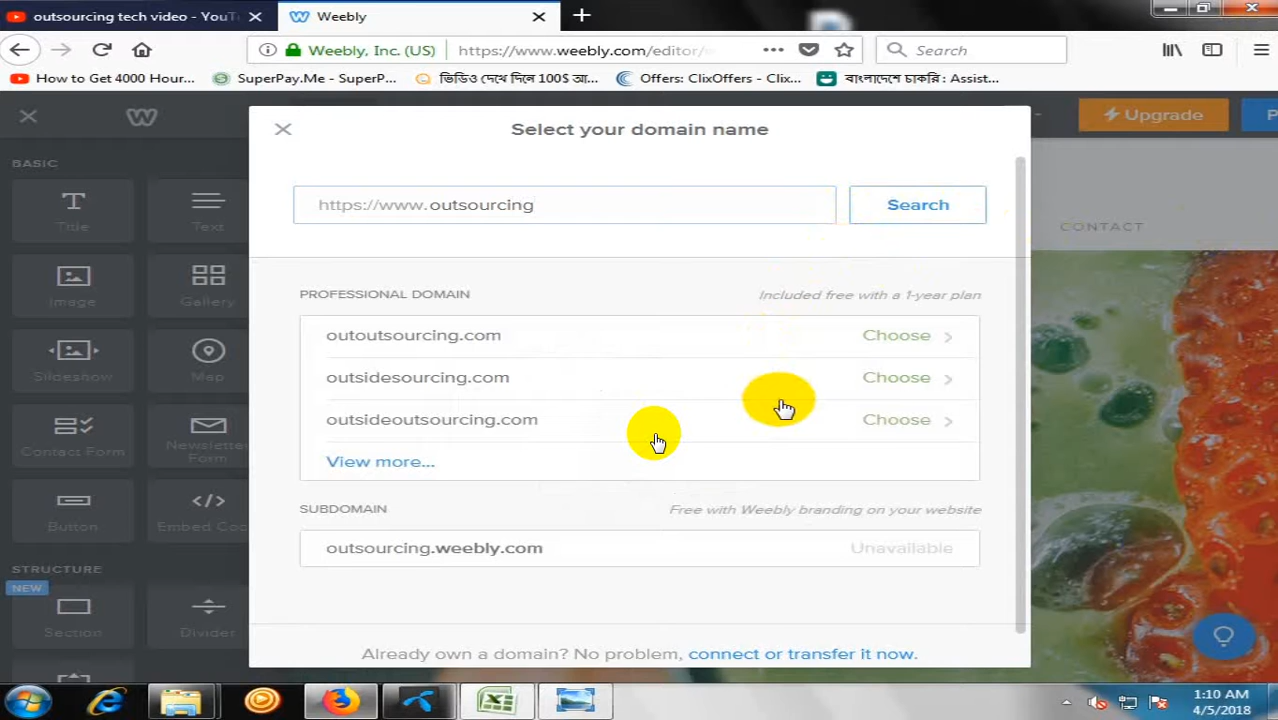 outsourcing tech video - YouT
Weebly
Weebly, Inc. (US)
https://www.weebly.com/editor/
Search
How to Get 4000 Hour...
SuperPay.Me - SuperP...
ভিডিও দেখে দিনে 100$ আ...
Offers: ClixOffers - Clix...
বাংলাদেশে চাকরি : Assist...
Upgrade
P
Select your domain name
BASIC
Title
Text
https://www.outsourcing
Search
CONTACT
Image
Gallery
PROFESSIONAL DOMAIN
Included free with a 1-year plan
outoutsourcing.com
Choose
Slideshow
Map
outsidesourcing.com
Choose
outsideoutsourcing.com
Choose
Contact Form
Newsletter
Form
View more...
SUBDOMAIN
Free with Weebly branding on your website
Button
Embed Co
outsourcing.weebly.com
Unavailable
STRUCTURE
NEW
Section
Divider
Already own a domain? No problem, connect or transfer it now.
1:10 AM
4/5/2018